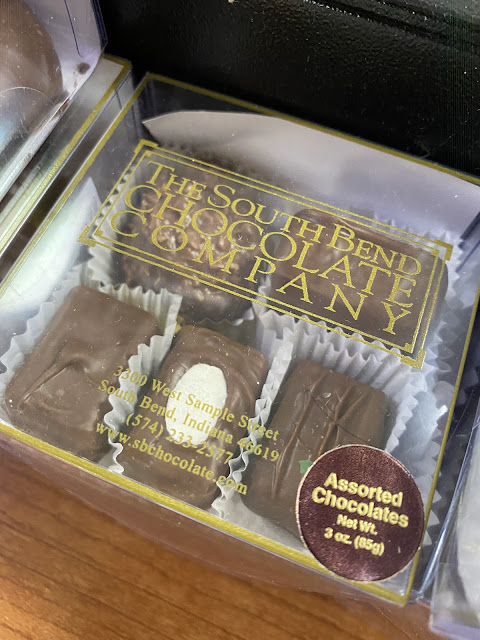 THE SOUTH BEND
CHOCOLATE
COMPANY
3300 West Sample Street
South Bend, Indiana 46619
(574) 233-2577
www.sbchocolate.com
Assorted
Chocolates
Net Wt.
3 oz. (85g)